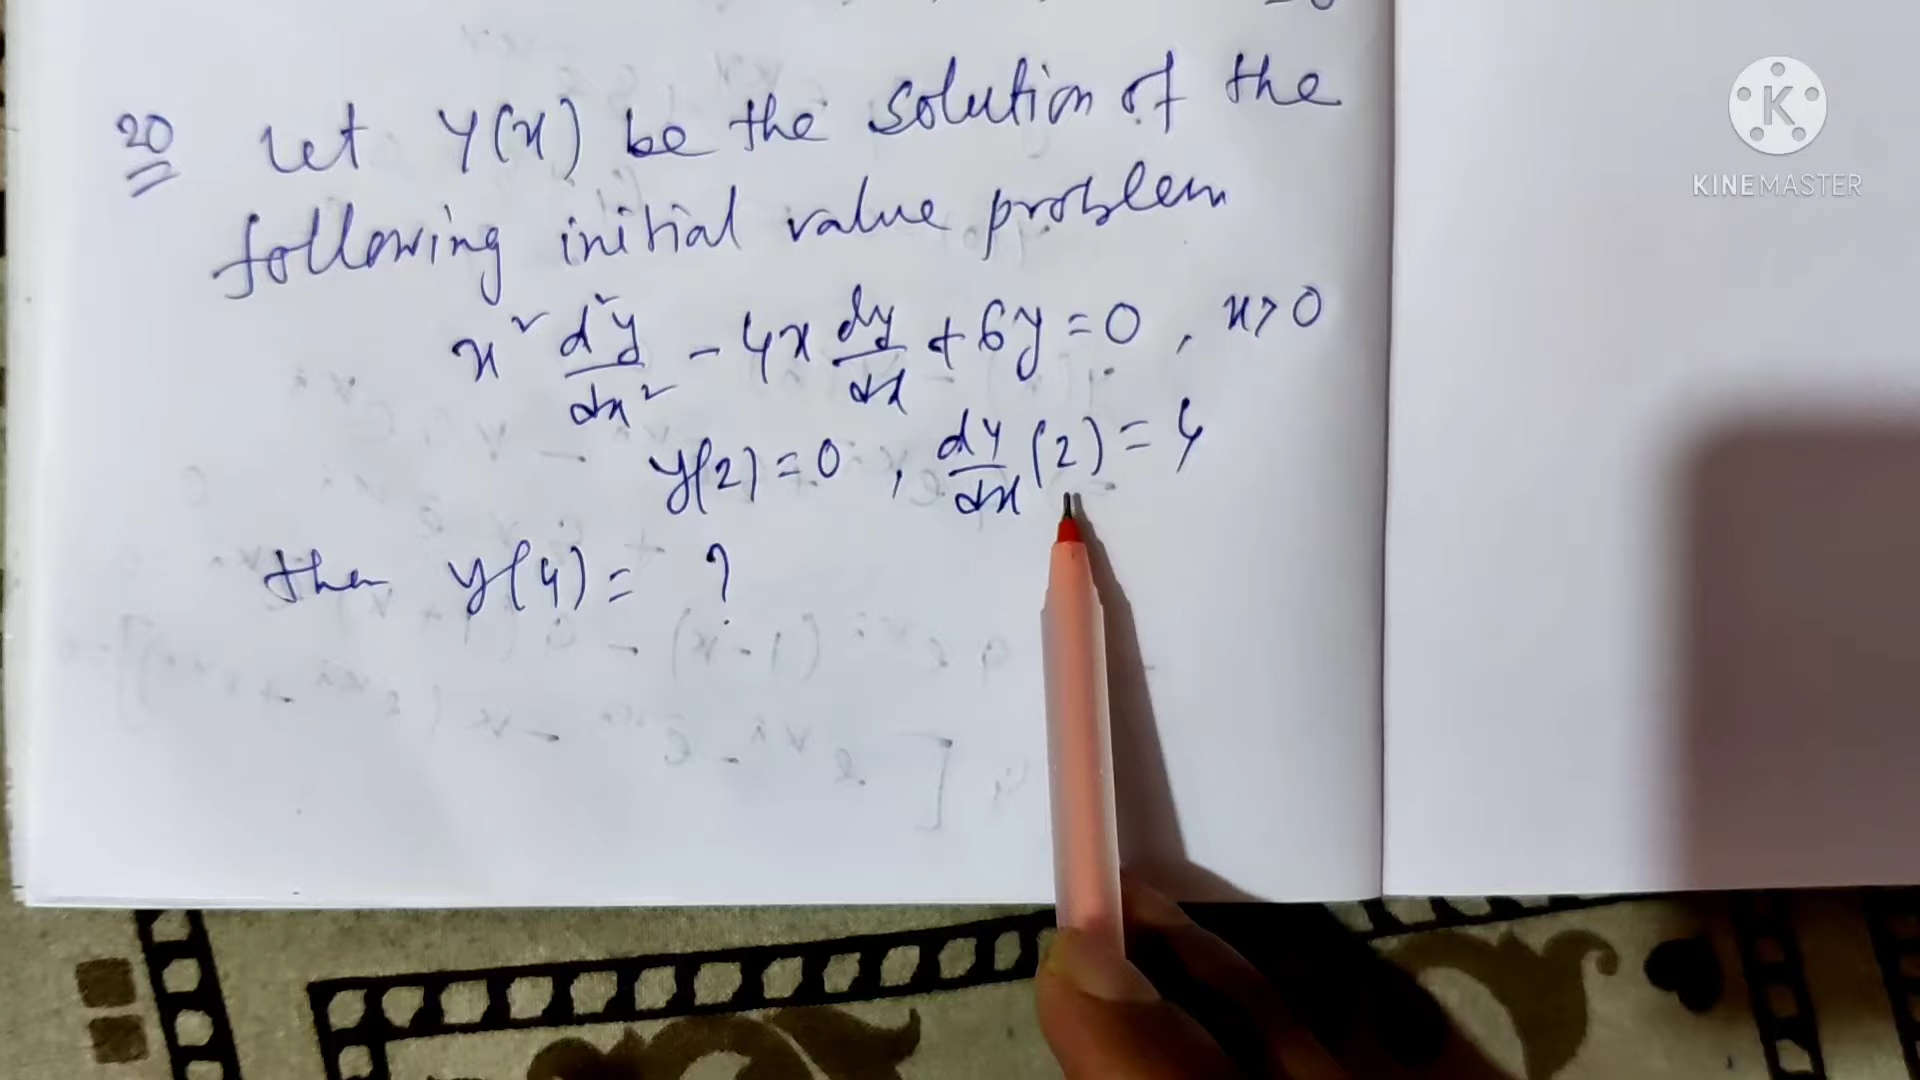 20 Let Y(x) be the solution of the
following initial value problem
x² d²y/dx² - 4x dy/dx + 6y = 0, x > 0
y(2) = 0, dy/dx (2) = 4
then y(4) = ?
K
KINEMASTER